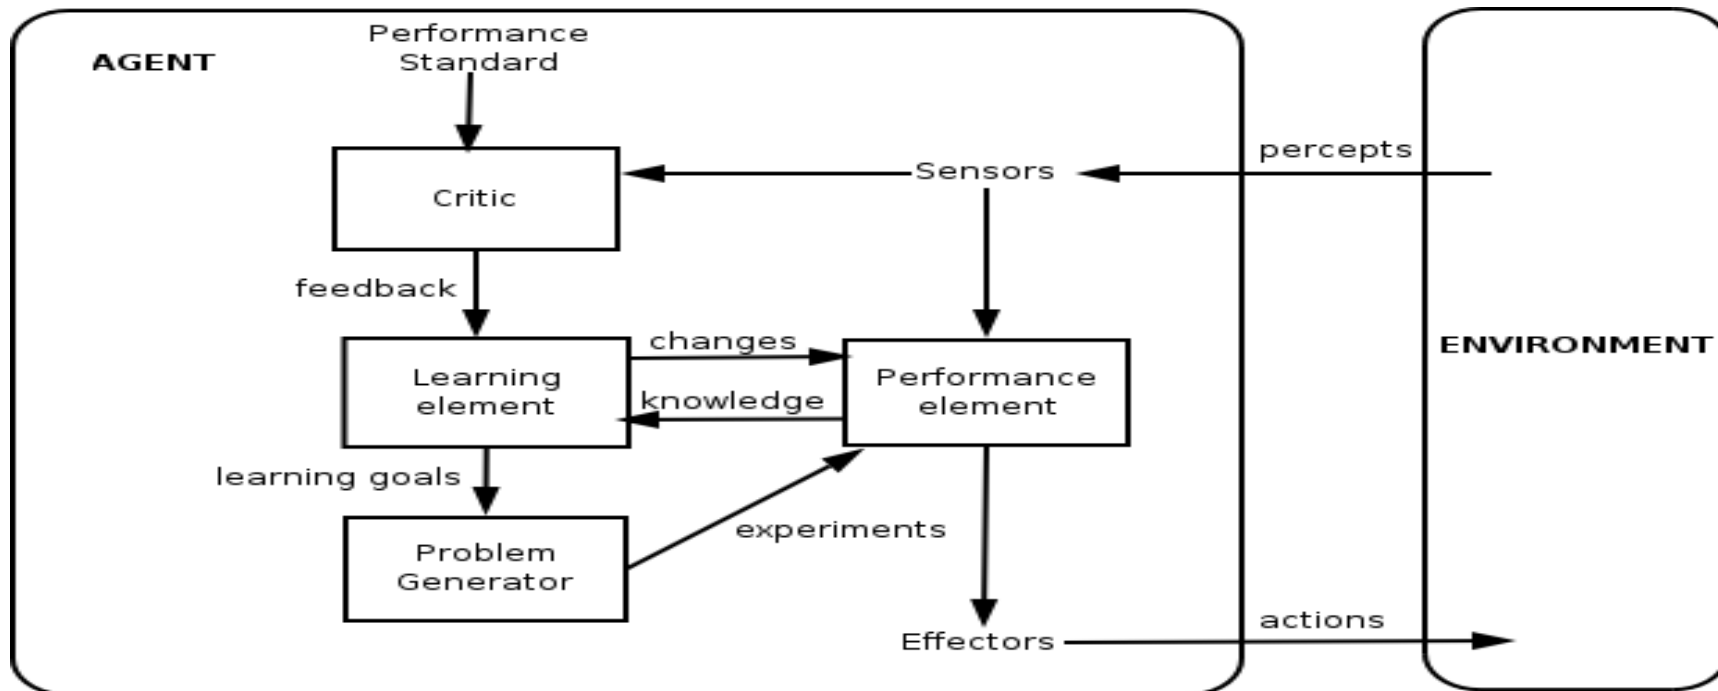 Performance
Standard
AGENT
percepts
Sensors
Critic
feedback
changes
ENVIRONMENT
Learning
element
Performance
element
knowledge
learning goals
experiments
Problem
Generator
actions
Effectors